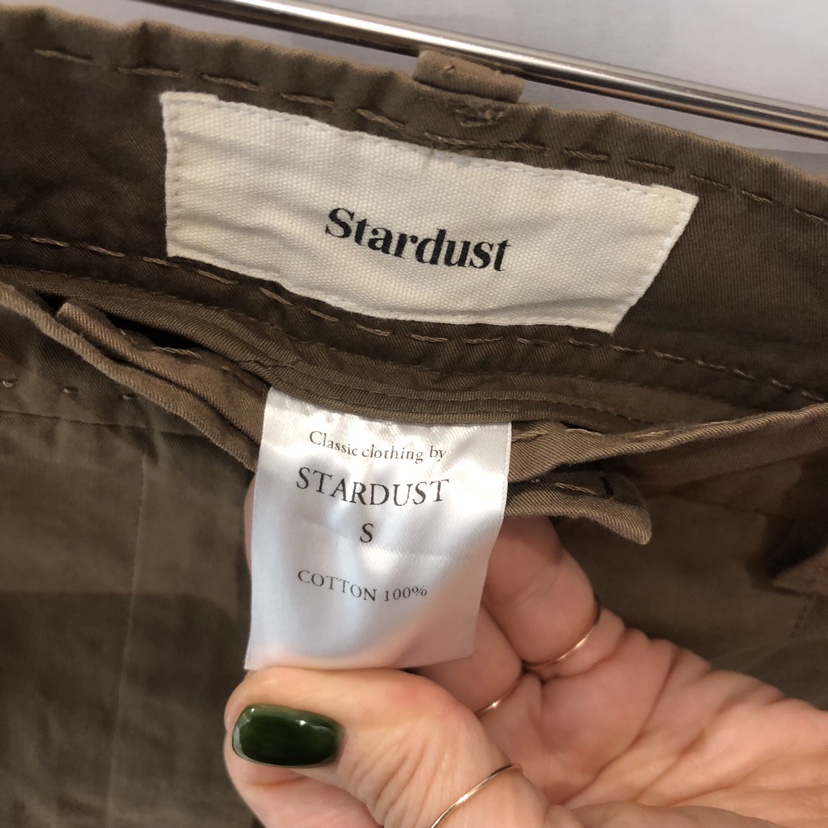 Stardust
Classic clothing by
STARDUST
S
COTTON 100%